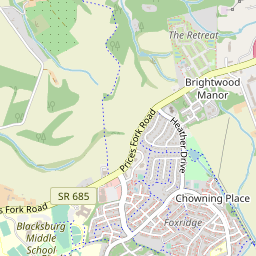 The Retreat
Brightwood
Manor
Prices Fork Road
Heather Drive
SR 685
Chowning Place
Foxridge
s Fork Road
Blacksburg
Middle
School